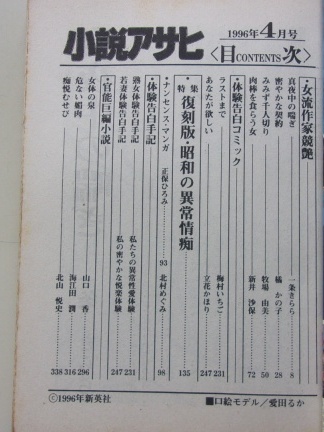 小説アサヒ
1996年4月号
〈目CONTENTS次〉
・女流作家競艶
真夜中の喘ぎ 一条きらら 8
密やかな契約 橘かの子 28
みみず千人切り 牧場由美 50
肉棒を食らう女 新井沙保 72
・体験告白コミック
ラストまで 梅村いちご 231
あなたが欲しい 立花かほり 247
特集 復刻版・昭和の異常情痴 135
・ナンセンス・マンガ 正保ひろみ 93
・体験告白手記 北村めぐみ 98
熟女体験告白手記 私たちの異常性愛体験 231
若妻体験告白手記 私の密やかな悦楽体験 247
・官能巨編小説
女体の泉 山口香 296
危ない媚肉 海江田潤 316
痴悦むせび 北山悦史 338
©1996年新英社
■口絵モデル／愛田るか